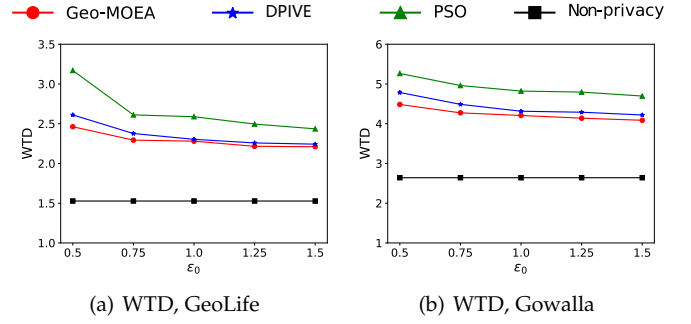 Geo-MOEA DPIVE PSO Non-privacy
3.5
3.0
2.5
2.0
1.5
1.0
WTD
0.5 0.75 1.0 1.25 1.5
ε₀
(a) WTD, GeoLife
6
5
4
3
2
1
WTD
0.5 0.75 1.0 1.25 1.5
ε₀
(b) WTD, Gowalla